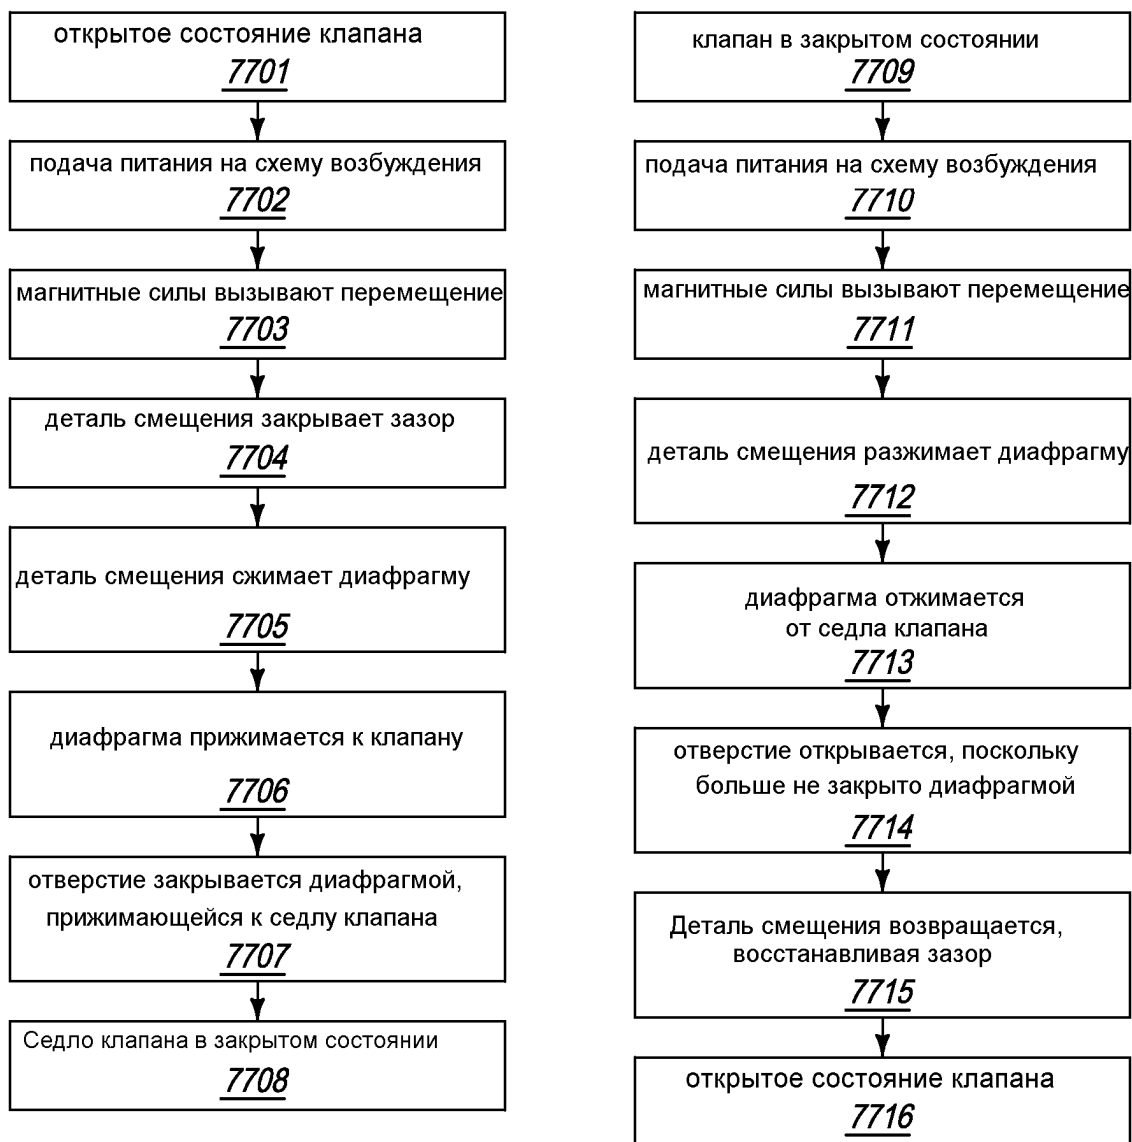 открытое состояние клапана
7701
подача питания на схему возбуждения
7702
магнитные силы вызывают перемещение
7703
деталь смещения закрывает зазор
7704
деталь смещения сжимает диафрагму
7705
диафрагма прижимается к клапану
7706
отверстие закрывается диафрагмой,
прижимающейся к седлу клапана
7707
Седло клапана в закрытом состоянии
7708
клапан в закрытом состоянии
7709
подача питания на схему возбуждения
7710
магнитные силы вызывают перемещение
7711
деталь смещения разжимает диафрагму
7712
диафрагма отжимается
от седла клапана
7713
отверстие открывается, поскольку
больше не закрыто диафрагмой
7714
Деталь смещения возвращается,
восстанавливая зазор
7715
открытое состояние клапана
7716